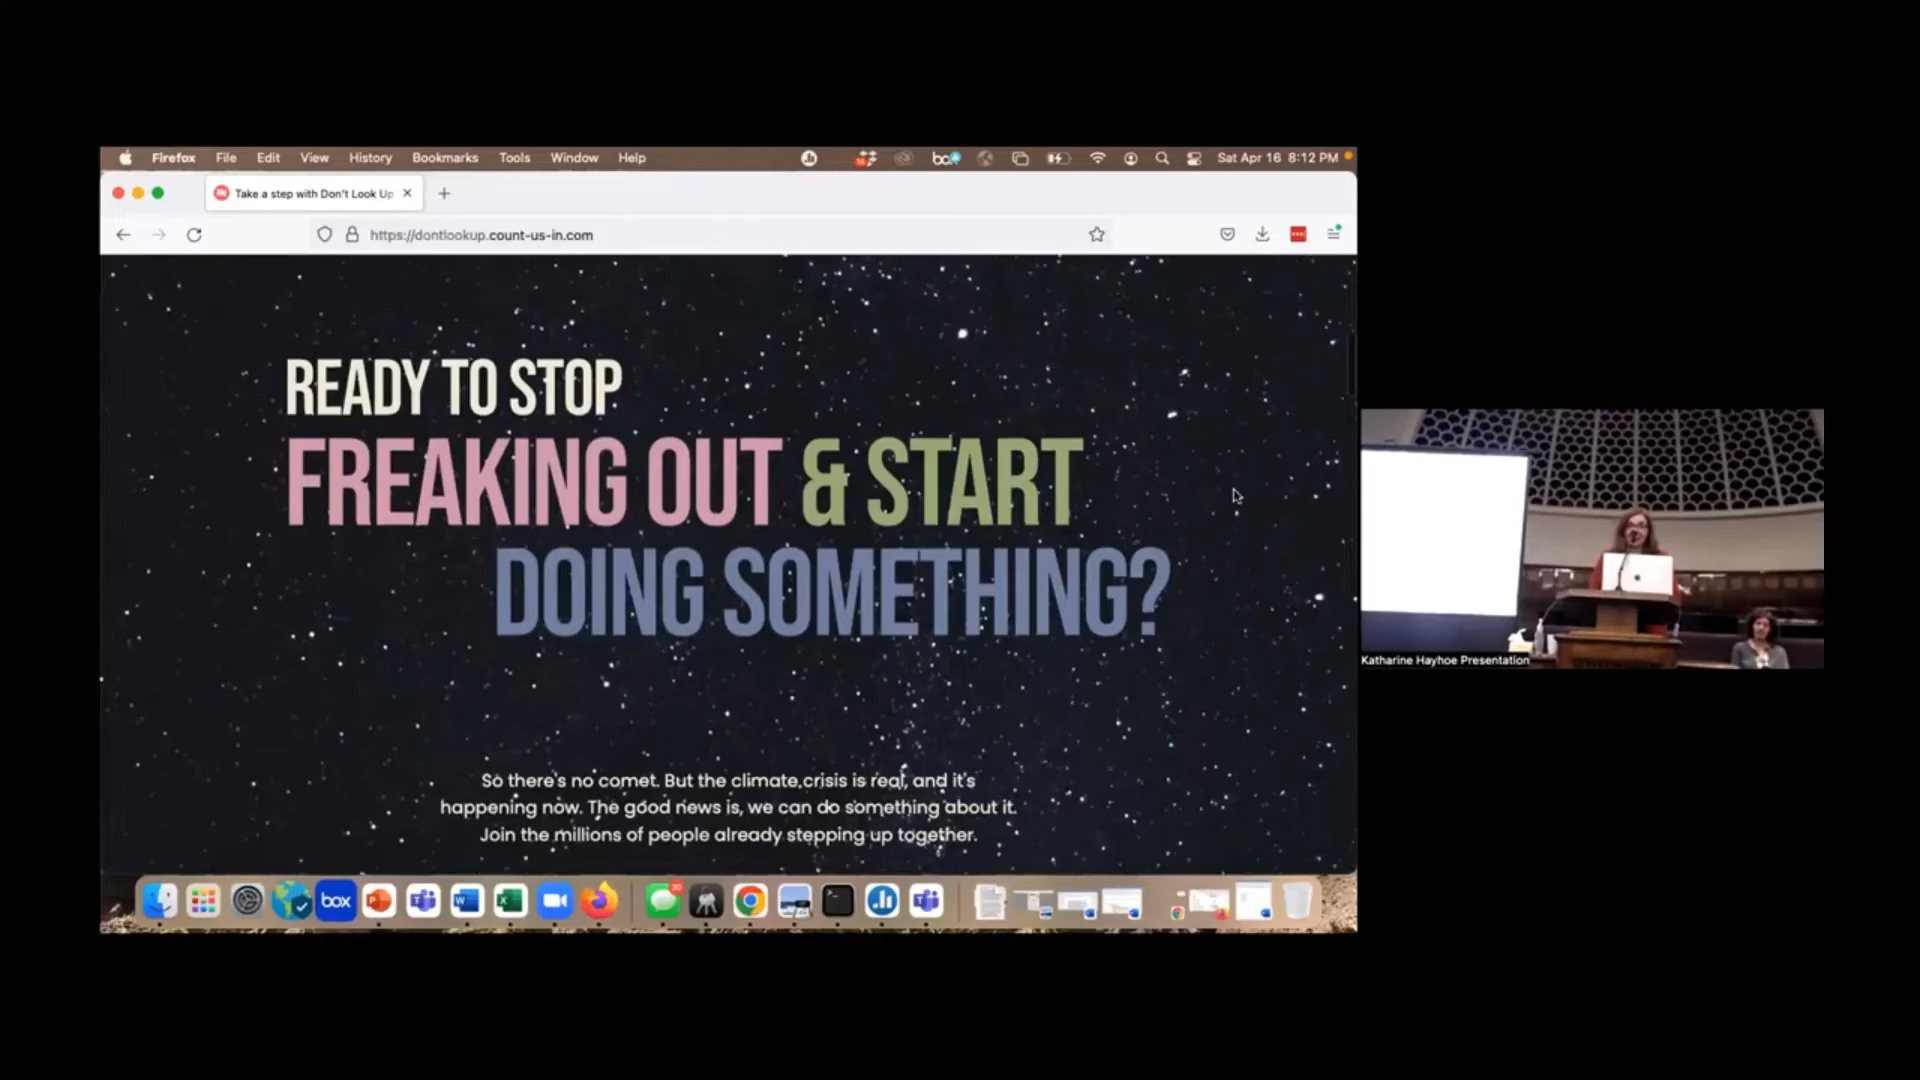 Firefox File Edit View History Bookmarks Tools Window Help
Sat Apr 16 8:12 PM
Take a step with Don't Look Up
https://dontlookup.count-us-in.com
READY TO STOP
FREAKING OUT & START
DOING SOMETHING?
So there's no comet. But the climate crisis is real, and it's
happening now. The good news is, we can do something about it.
Join the millions of people already stepping up together.
Katharine Hayhoe Presentation
box
30